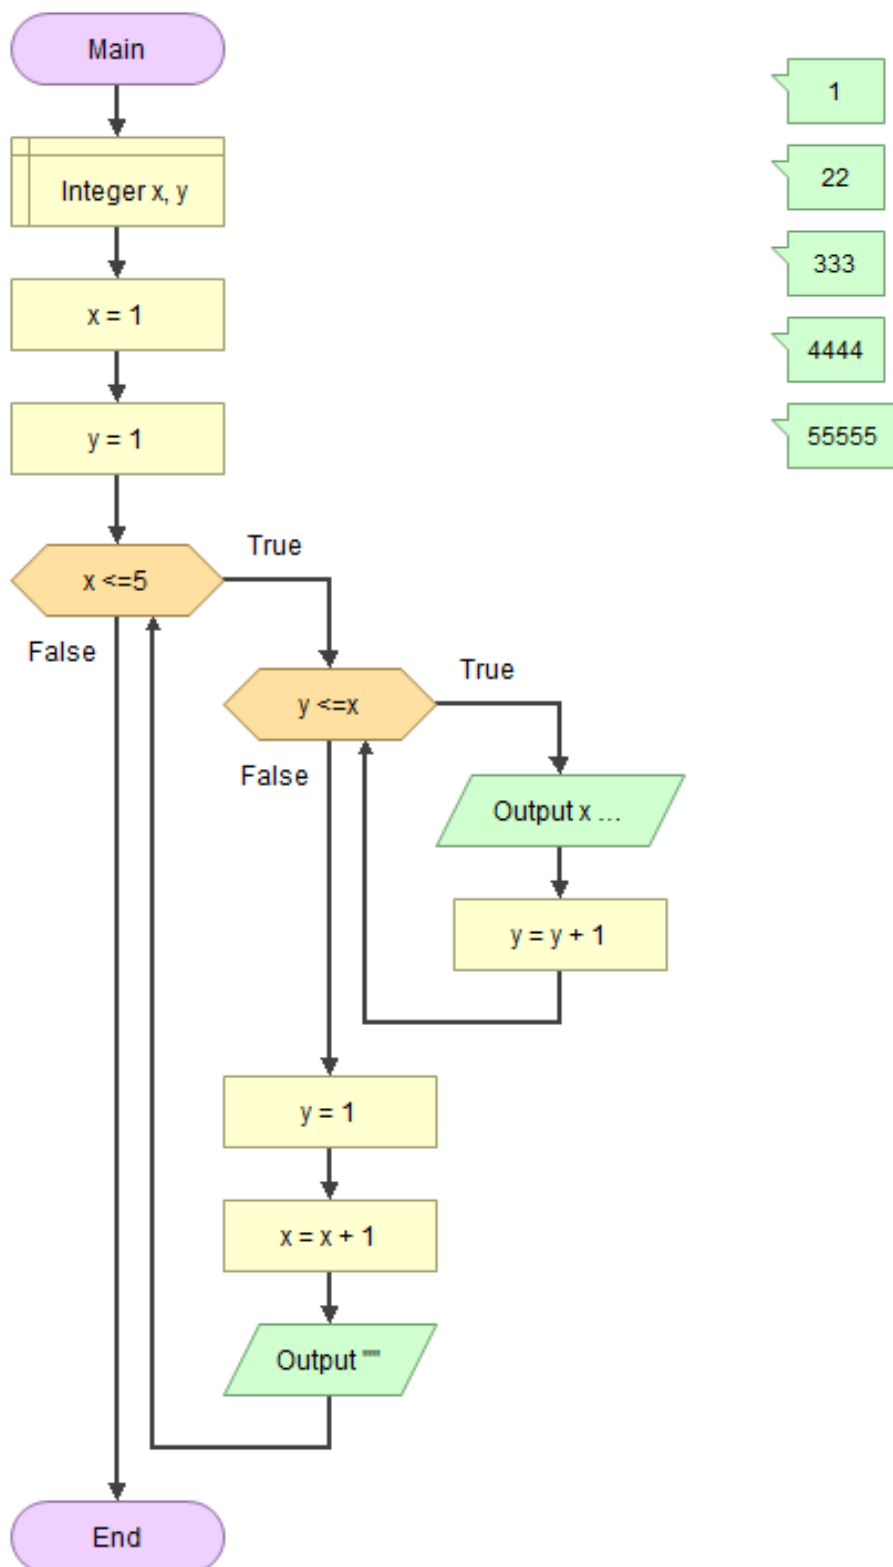 Main
Integer x, y
x = 1
y = 1
x <=5
True
False
y <=x
True
False
Output x ...
y = y + 1
y = 1
x = x + 1
Output ""
End
1
22
333
4444
55555